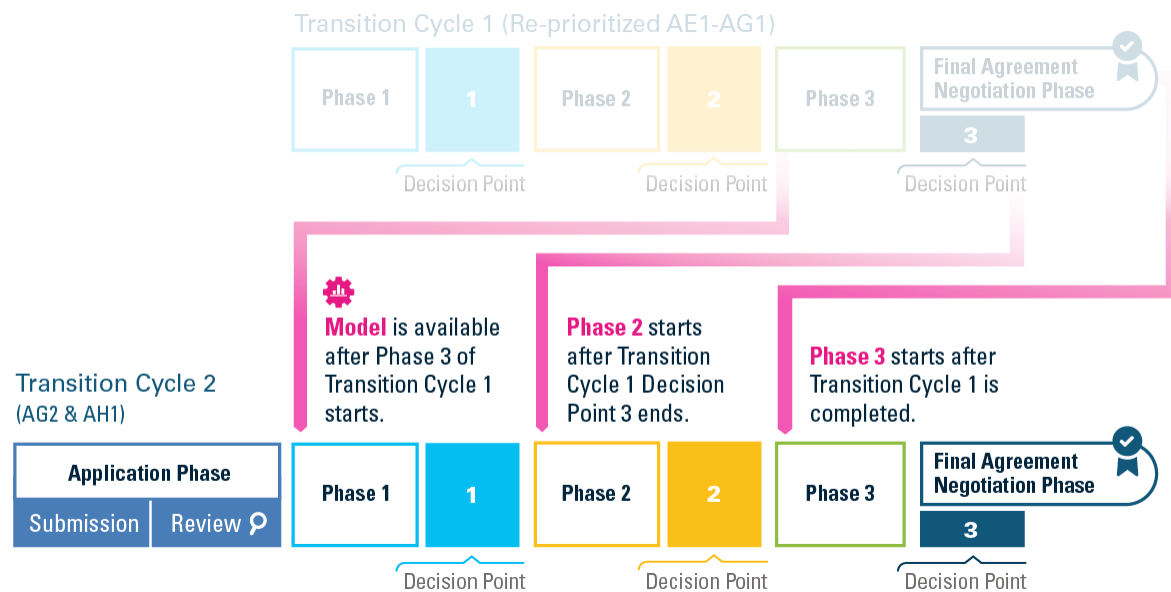 Transition Cycle 1 (Re-prioritized AE1-AG1)
Phase 1
1
Phase 2
2
Phase 3
Final Agreement
Negotiation Phase
3
Decision Point
Decision Point
Decision Point
Model is available
after Phase 3 of
Transition Cycle 1
starts.
Phase 2 starts
after Transition
Cycle 1 Decision
Point 3 ends.
Phase 3 starts after
Transition Cycle 1 is
completed.
Transition Cycle 2
(AG2 & AH1)
Application Phase
Submission
Review
Phase 1
1
Phase 2
2
Phase 3
Final Agreement
Negotiation Phase
3
Decision Point
Decision Point
Decision Point